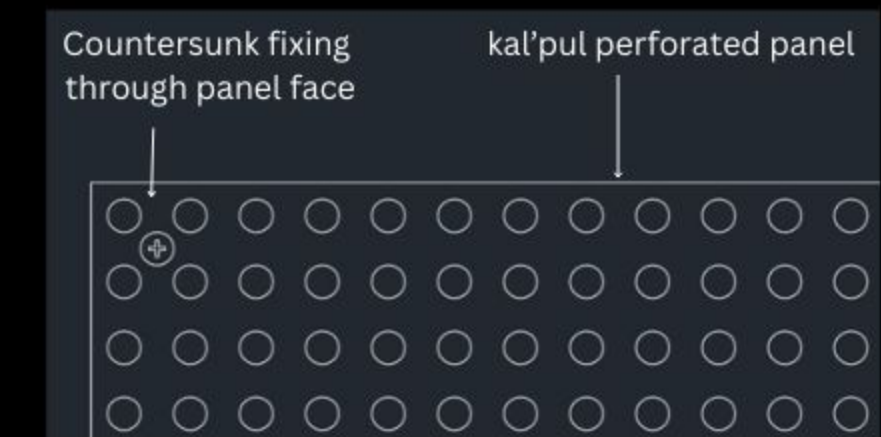 Countersunk fixing
through panel face
kal’pul perforated panel